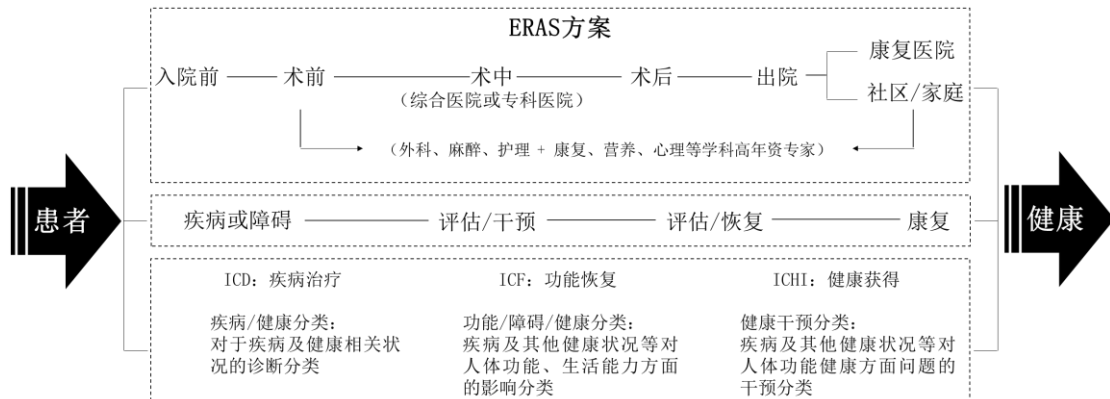 ERAS方案
康复医院
入院前 术前 术中 术后 出院
(综合医院或专科医院)
社区/家庭
(外科、麻醉、护理 + 康复、营养、心理等学科高年资专家)
患者
健康
疾病或障碍 评估/干预 评估/恢复 康复
ICD: 疾病治疗
疾病/健康分类:
对于疾病及健康相关状
况的诊断分类
ICF: 功能恢复
功能/障碍/健康分类:
疾病及其他健康状况等对
人体功能、生活能力方面
的影响分类
ICHI: 健康获得
健康干预分类:
疾病及其他健康状况等对
人体功能健康方面问题的
干预分类